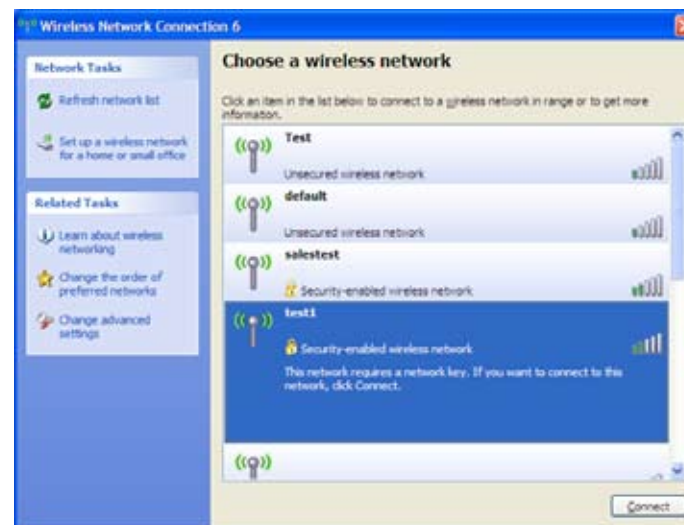 Wireless Network Connection 6
Network Tasks
Refresh network list
Set up a wireless network
for a home or small office
Related Tasks
Learn about wireless
networking
Change the order of
preferred networks
Change advanced
settings
Choose a wireless network
Click an item in the list below to connect to a wireless network in range or to get more
information.
Test
Unsecured wireless network
default
Unsecured wireless network
salestest
Security-enabled wireless network
test1
Security-enabled wireless network
This network requires a network key. If you want to connect to this
network, click Connect.
Connect